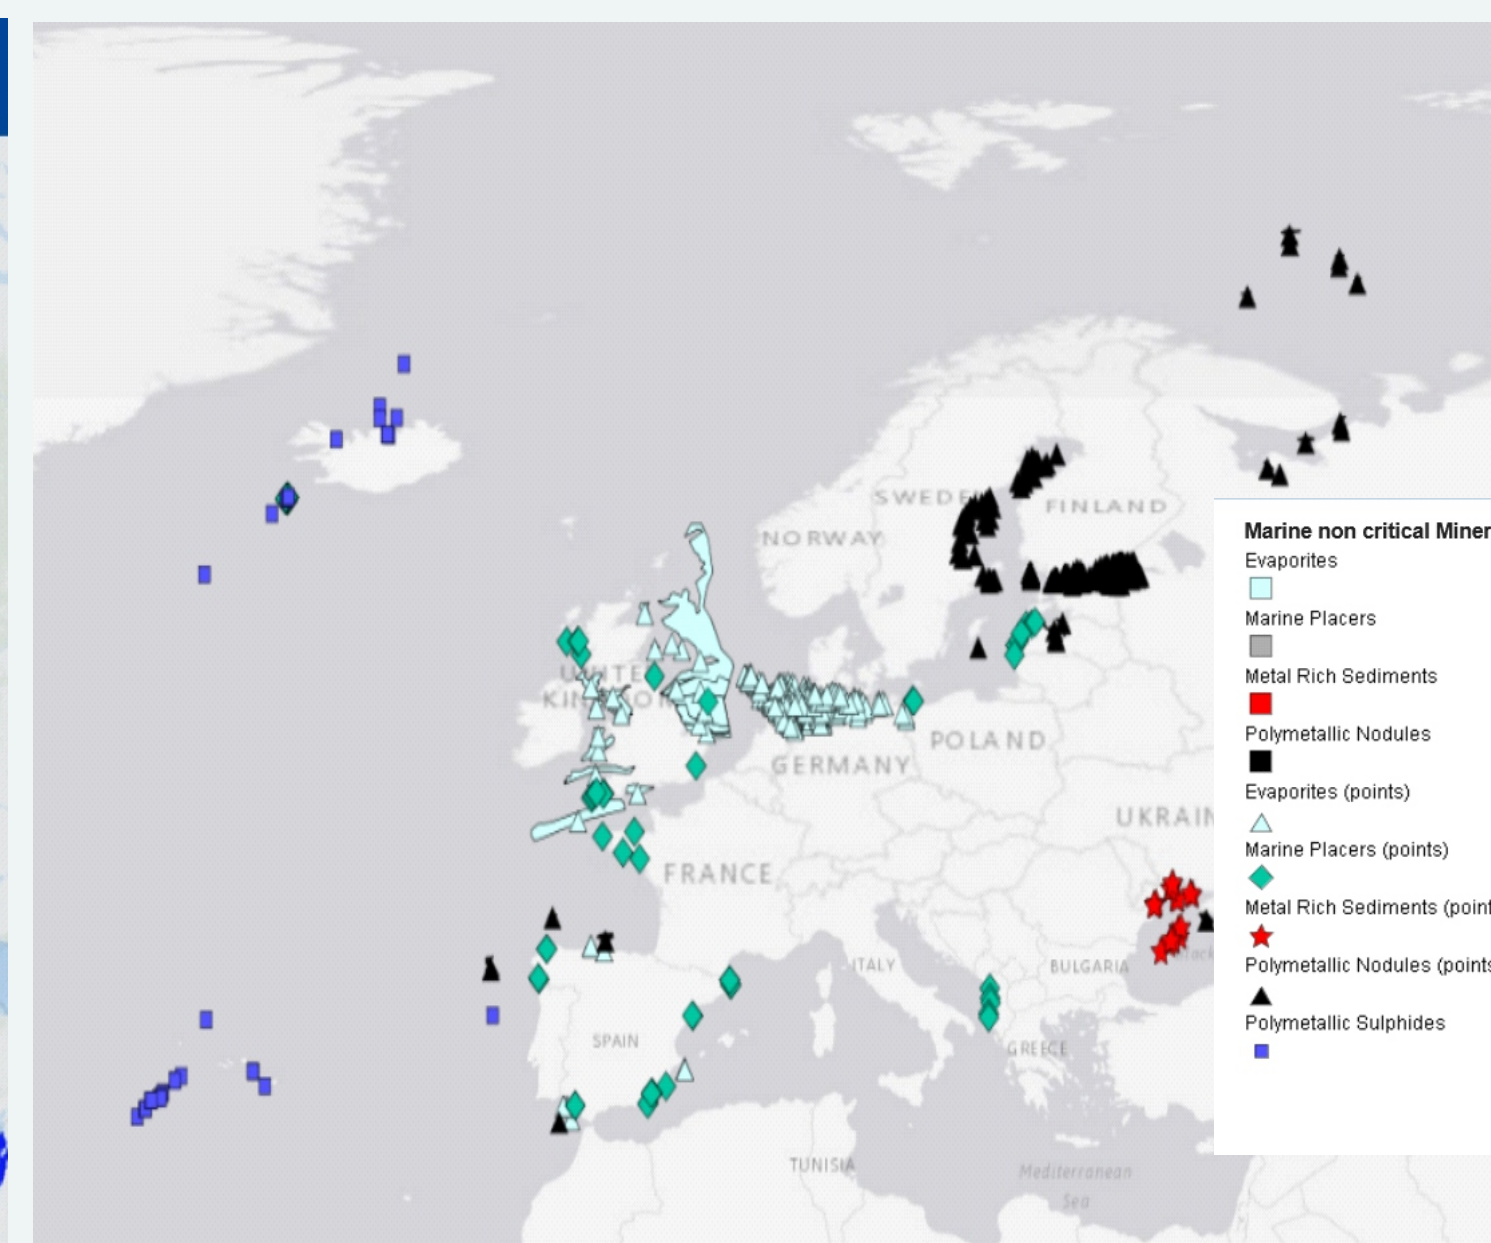 SWEDEN
FINLAND
NORWAY
UNITED
KINGDOM
POLAND
GERMANY
UKRAIN
FRANCE
ITALY
BULGARIA
SPAIN
GREECE
TUNISIA
Mediterranean
Sea
Marine non critical Miner
Evaporites
Marine Placers
Metal Rich Sediments
Polymetallic Nodules
Evaporites (points)
Marine Placers (points)
Metal Rich Sediments (point
Polymetallic Nodules (points
Polymetallic Sulphides